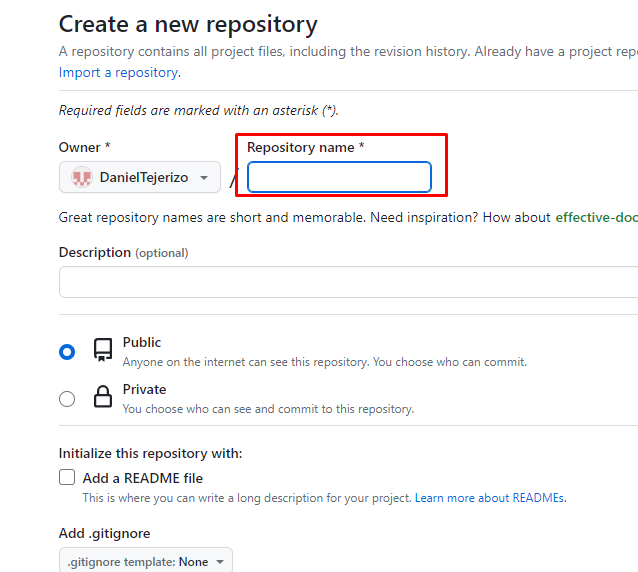 Create a new repository
A repository contains all project files, including the revision history. Already have a project
Import a repository.
Required fields are marked with an asterisk (*).
Owner *
Repository name *
DanielTejerizo
/
Great repository names are short and memorable. Need inspiration? How about effective-doo
Description (optional)
Public
Anyone on the internet can see this repository. You choose who can commit.
Private
You choose who can see and commit to this repository.
Initialize this repository with:
Add a README file
This is where you can write a long description for your project. Learn more about READMEs.
Add .gitignore
.gitignore template: None